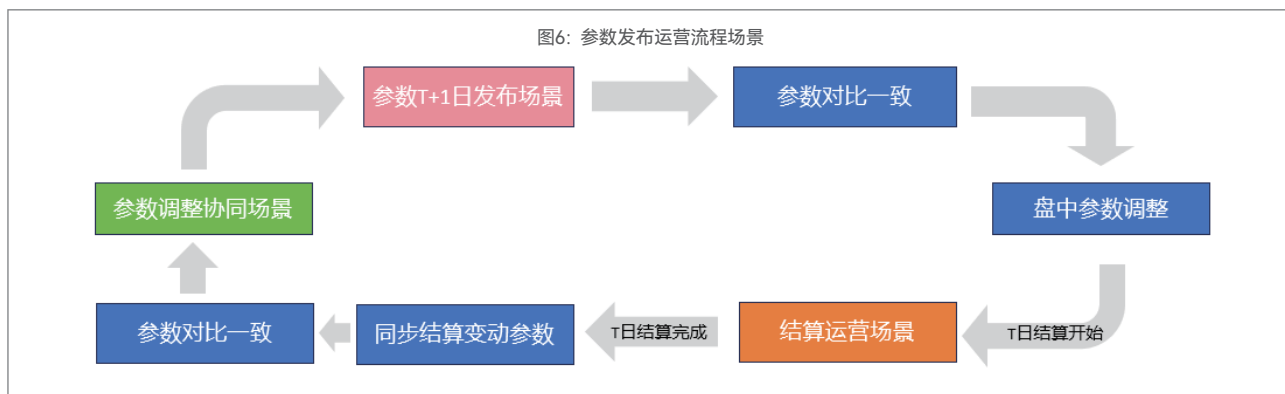 图6: 参数发布运营流程场景
参数T+1日发布场景
参数对比一致
参数调整协同场景
盘中参数调整
参数对比一致
同步结算变动参数
T日结算完成
结算运营场景
T日结算开始